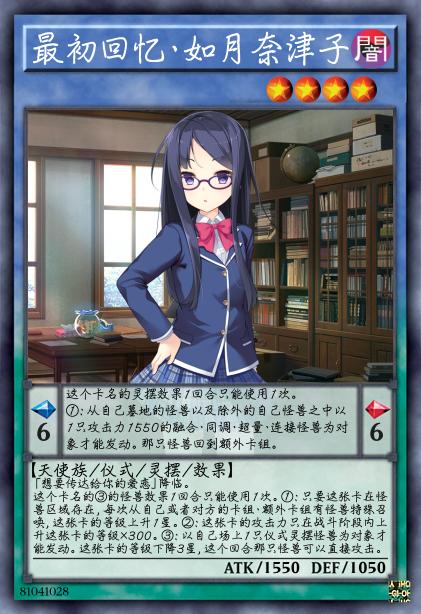 最初回忆·如月奈津子
闇
这个卡名的灵摆效果1回合只能使用1次。
①:从自己墓地的怪兽以及除外的自己怪兽之中以
1只攻击力1550的融合·同调·超量·连接怪兽为对
象才能发动。那只怪兽回到额外卡组。
6
6
【天使族/仪式/灵摆/效果】
「想要传达给你的爱恋」降临。
这个卡名的③的怪兽效果1回合只能使用1次。①:只要这张卡在怪
兽区域存在,每次从自己或者对方的卡组·额外卡组有怪兽特殊召
唤,这张卡的等级上升1星。②:这张卡的攻击力只在战斗阶段内上
升这张卡的等级×300。③:以自己场上1只仪式灵摆怪兽为对象才
能发动。这张卡的等级下降3星,这个回合那只怪兽可以直接攻击。
ATK/1550 DEF/1050
81041028